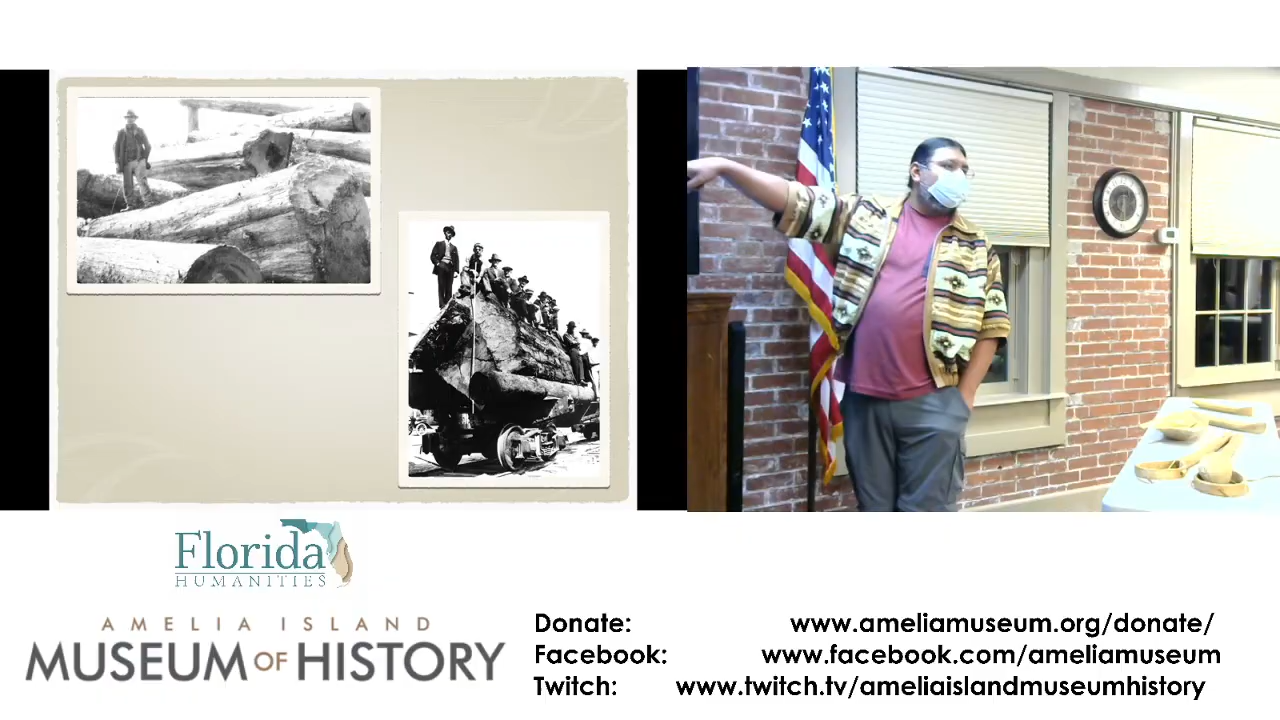 Florida
HUMANITIES
AMELIA ISLAND
MUSEUM OF HISTORY
Donate: www.ameliamuseum.org/donate/
Facebook: www.facebook.com/ameliamuseum
Twitch: www.twitch.tv/ameliaislandmuseumhistory